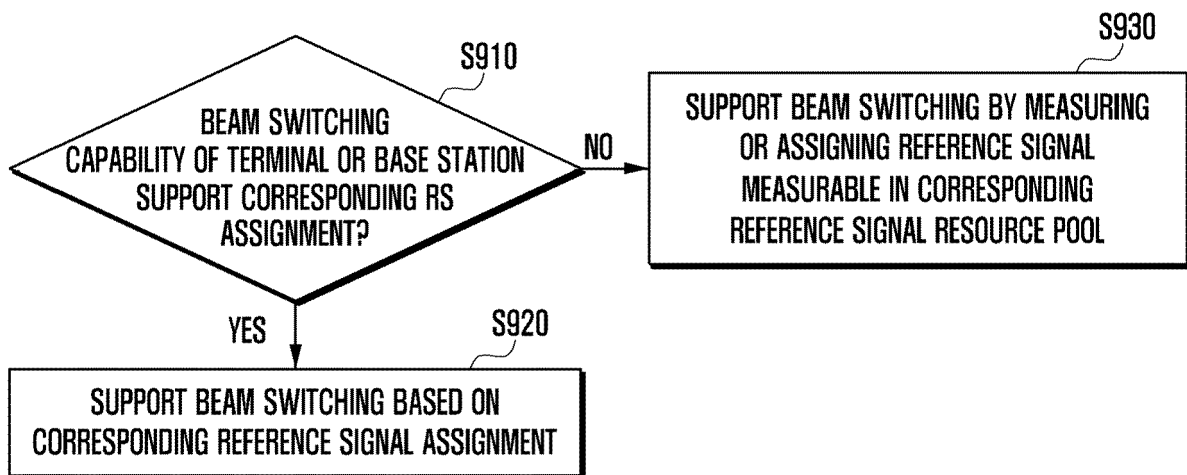 S910
BEAM SWITCHING
CAPABILITY OF TERMINAL OR BASE STATION
SUPPORT CORRESPONDING RS
ASSIGNMENT?
NO
S930
SUPPORT BEAM SWITCHING BY MEASURING
OR ASSIGNING REFERENCE SIGNAL
MEASURABLE IN CORRESPONDING
REFERENCE SIGNAL RESOURCE POOL
YES
S920
SUPPORT BEAM SWITCHING BASED ON
CORRESPONDING REFERENCE SIGNAL ASSIGNMENT